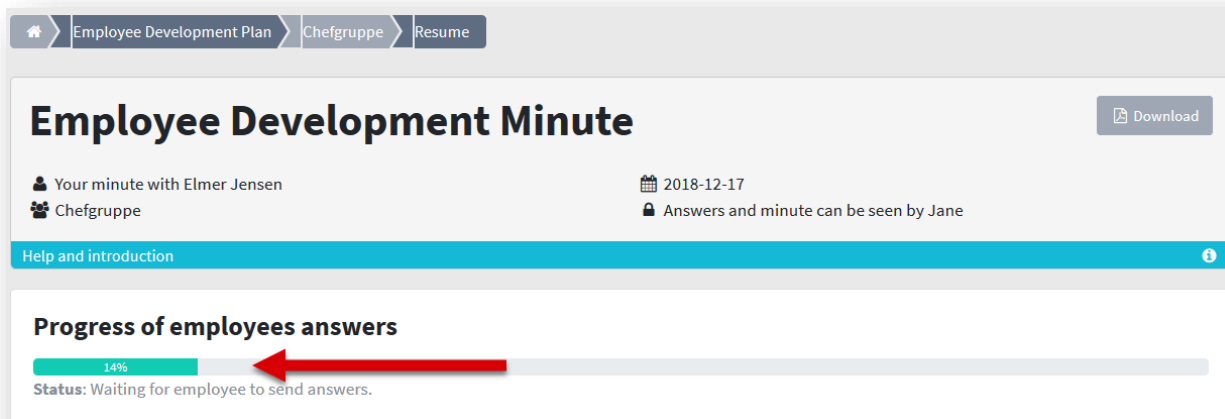 Employee Development Plan Chefgruppe Resume
Employee Development Minute
Download
Your minute with Elmer Jensen
2018-12-17
Chefgruppe
Answers and minute can be seen by Jane
Help and introduction
Progress of employees answers
14%
Status: Waiting for employee to send answers.